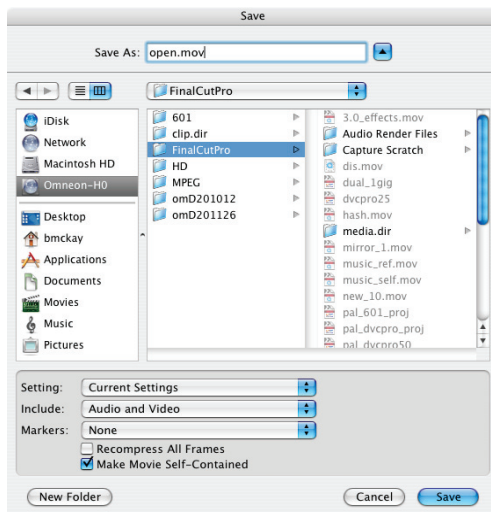 Save
Save As: open.mov
FinalCutPro
iDisk
Network
Macintosh HD
Omneon-H0
Desktop
bmckay
Applications
Documents
Movies
Music
Pictures
601
clip.dir
FinalCutPro
HD
MPEG
omD201012
omD201126
3.0_effects.mov
Audio Render Files
Capture Scratch
dis.mov
dual_1gig
dvcpro25
hash.mov
media.dir
mirror_1.mov
music_ref.mov
music_self.mov
new_10.mov
pal_601_proj
pal_dvcpro_proj
pal_dvcpro50
Setting: Current Settings
Include: Audio and Video
Markers: None
Recompress All Frames
Make Movie Self-Contained
New Folder
Cancel
Save